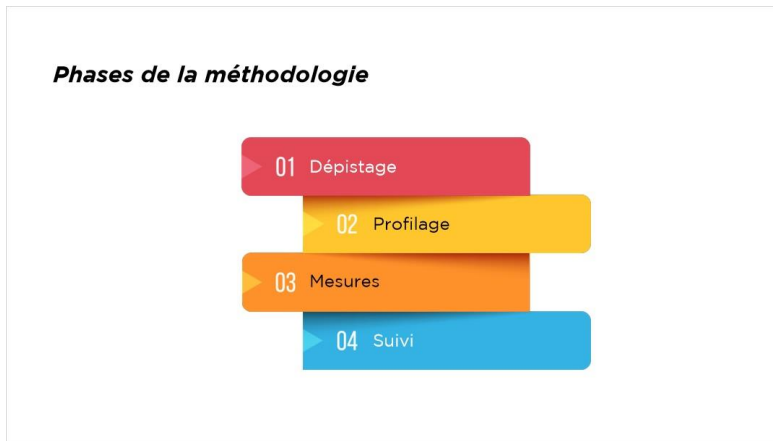 Phases de la méthodologie
01 Dépistage
02 Profilage
03 Mesures
04 Suivi